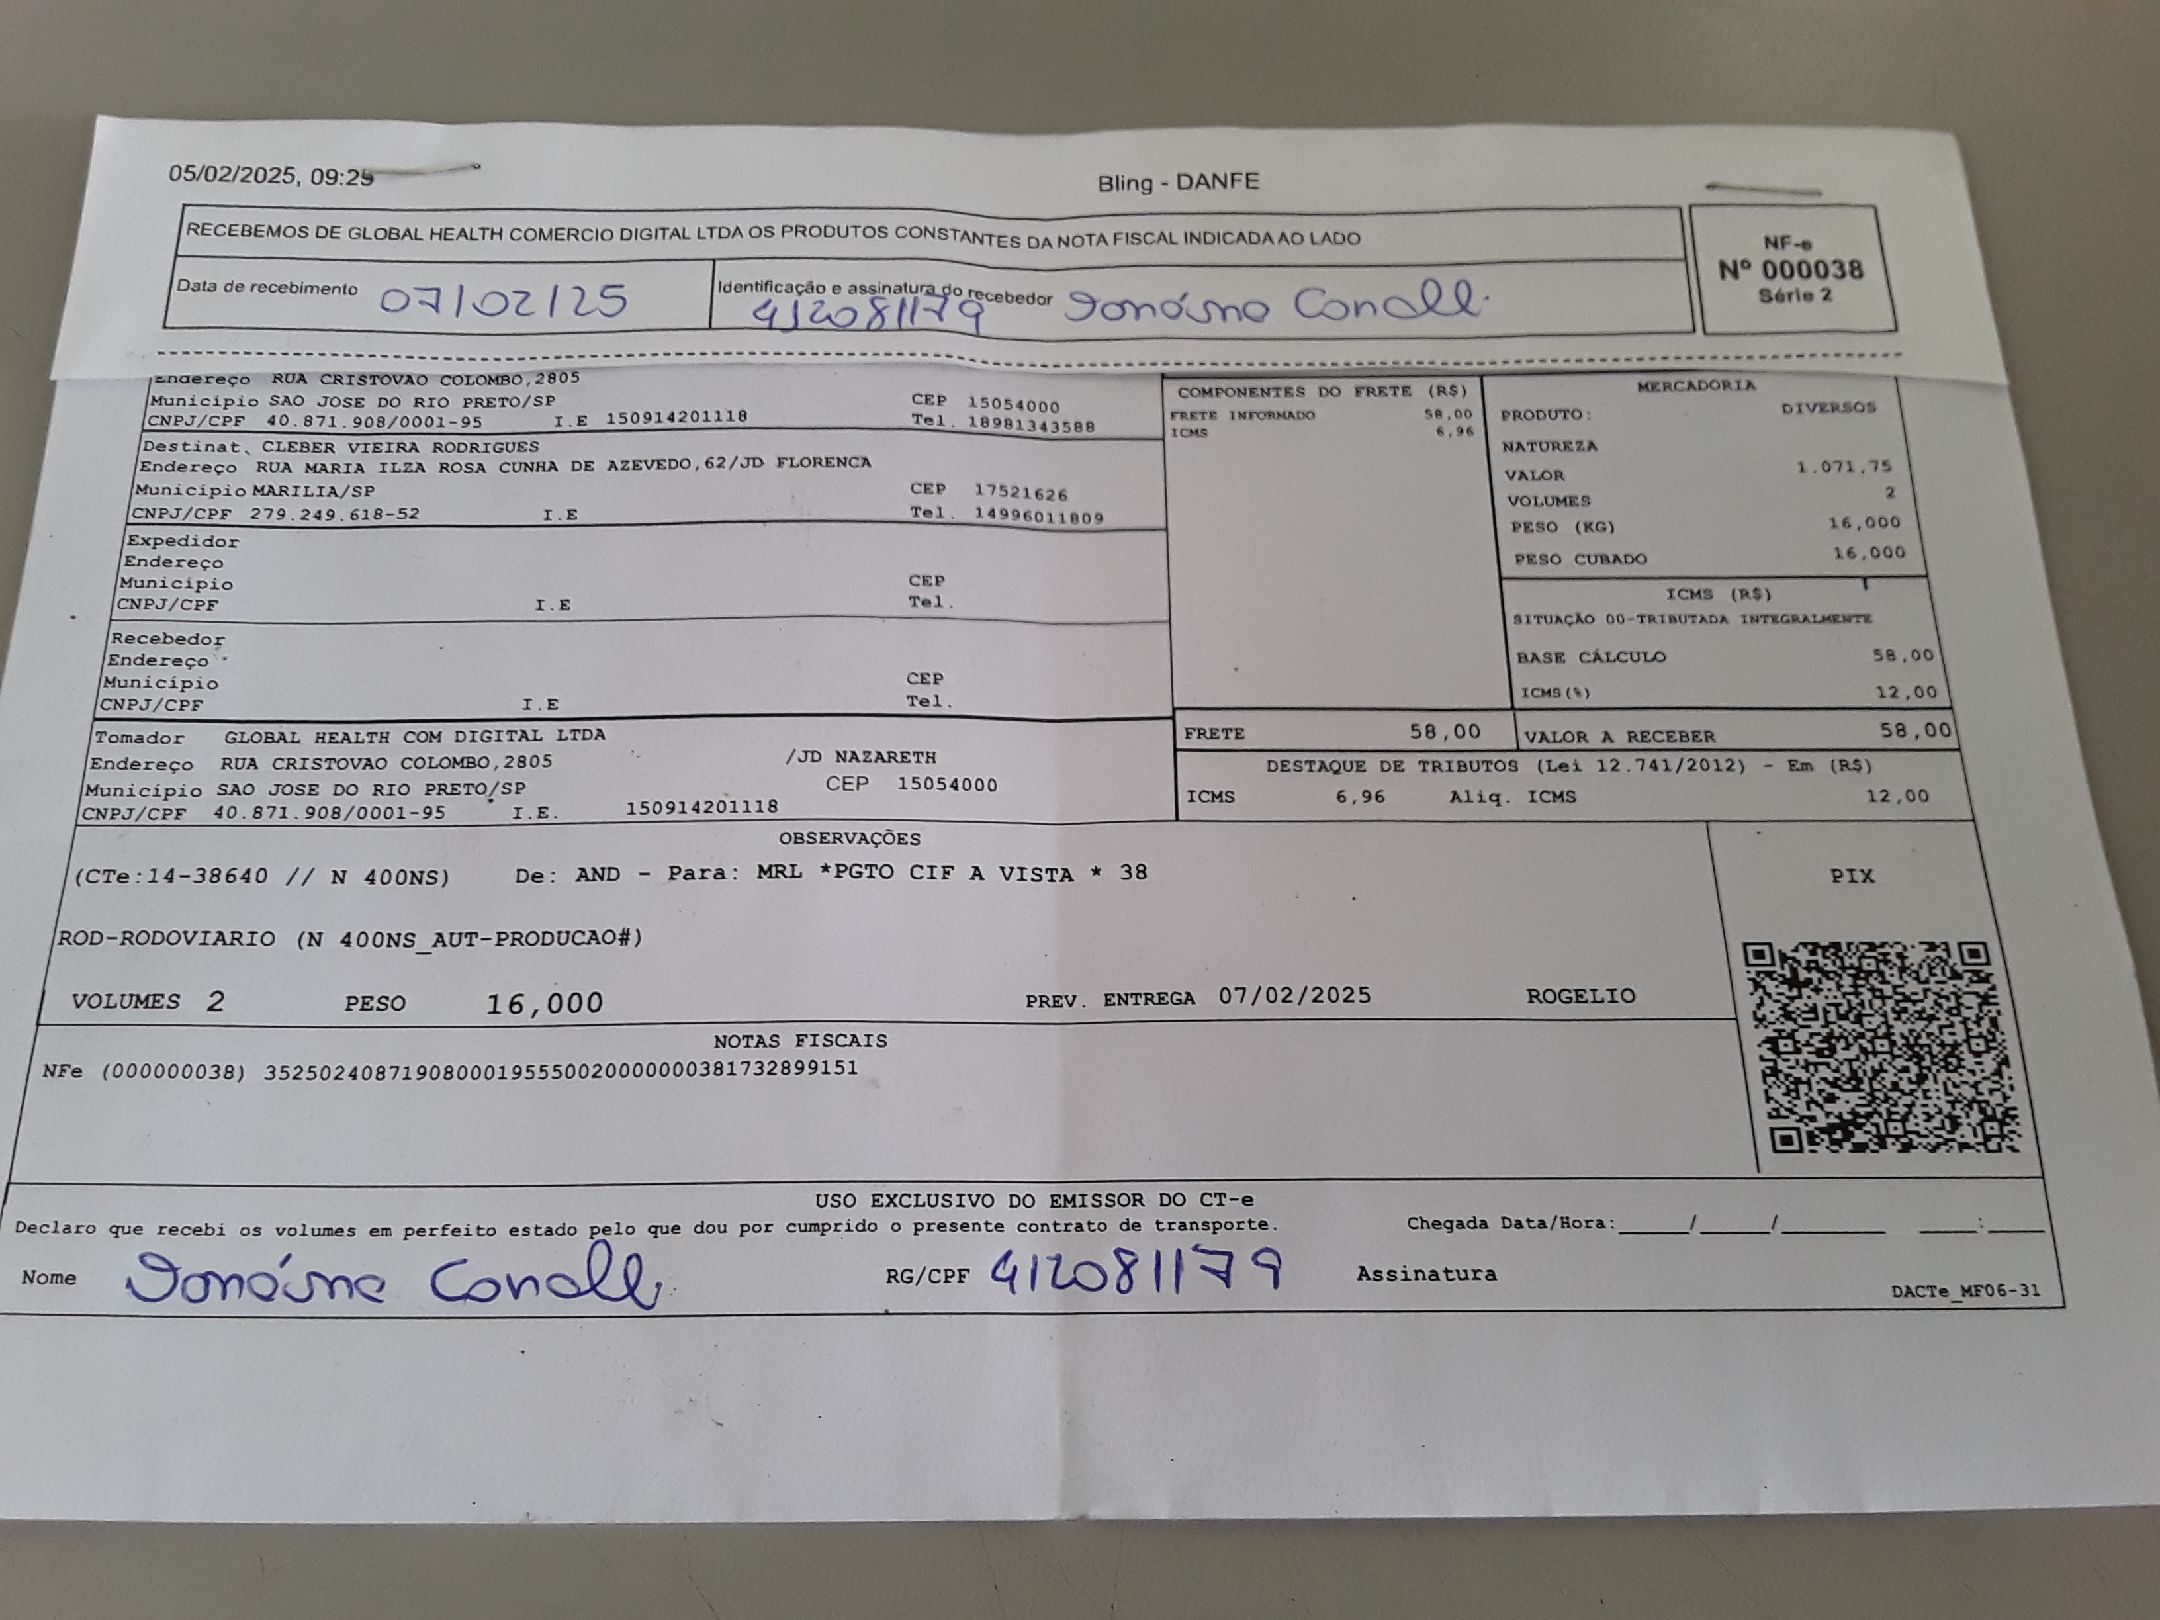 05/02/2025, 09:29 Bling - DANFE
RECEBEMOS DE GLOBAL HEALTH COMERCIO DIGITAL LTDA OS PRODUTOS CONSTANTES DA NOTA FISCAL INDICADA AO LADO
NF-e
Nº 000038
Série 2
Data de recebimento 07/02/25
Identificação e assinatura do recebedor
412081179
Endereço RUA CRISTOVAO COLOMBO,2805
Município SAO JOSE DO RIO PRETO/SP CEP 15054000
CNPJ/CPF 40.871.908/0001-95 I.E 150914201118 Tel. 18981343588
Destinat. CLEBER VIEIRA RODRIGUES
Endereço RUA MARIA ILZA ROSA CUNHA DE AZEVEDO,62/JD FLORENCA
Município MARILIA/SP CEP 17521626
CNPJ/CPF 279.249.618-52 I.E Tel. 14996011809
Expedidor
Endereço
Município CEP
CNPJ/CPF I.E Tel.
Recebedor
Endereço
Município CEP
CNPJ/CPF I.E Tel.
Tomador GLOBAL HEALTH COM DIGITAL LTDA
Endereço RUA CRISTOVAO COLOMBO,2805 /JD NAZARETH
Município SAO JOSE DO RIO PRETO/SP CEP 15054000
CNPJ/CPF 40.871.908/0001-95 I.E. 150914201118
COMPONENTES DO FRETE (R$)
FRETE INFORMADO 58,00
ICMS 6,96
MERCADORIA
PRODUTO: DIVERSOS
NATUREZA
VALOR 1.071,75
VOLUMES 2
PESO (KG) 16,000
PESO CUBADO 16,000
ICMS (R$)
SITUAÇÃO 00-TRIBUTADA INTEGRALMENTE
BASE CÁLCULO 58,00
ICMS(%) 12,00
FRETE 58,00 VALOR A RECEBER 58,00
DESTAQUE DE TRIBUTOS (Lei 12.741/2012) - Em (R$)
ICMS 6,96 Aliq. ICMS 12,00
OBSERVAÇÕES
(CTe:14-38640 // N 400NS) De: AND - Para: MRL *PGTO CIF A VISTA * 38
PIX
ROD-RODOVIARIO (N 400NS_AUT-PRODUCAO#)
VOLUMES 2 PESO 16,000 PREV. ENTREGA 07/02/2025 ROGELIO
NOTAS FISCAIS
NFe (000000038) 35250240871908000195550020000000381732899151
USO EXCLUSIVO DO EMISSOR DO CT-e
Declaro que recebi os volumes em perfeito estado pelo que dou por cumprido o presente contrato de transporte. Chegada Data/Hora:_____/_____/________ ____:____
Nome RG/CPF 412081179 Assinatura
DACTe_MF06-31